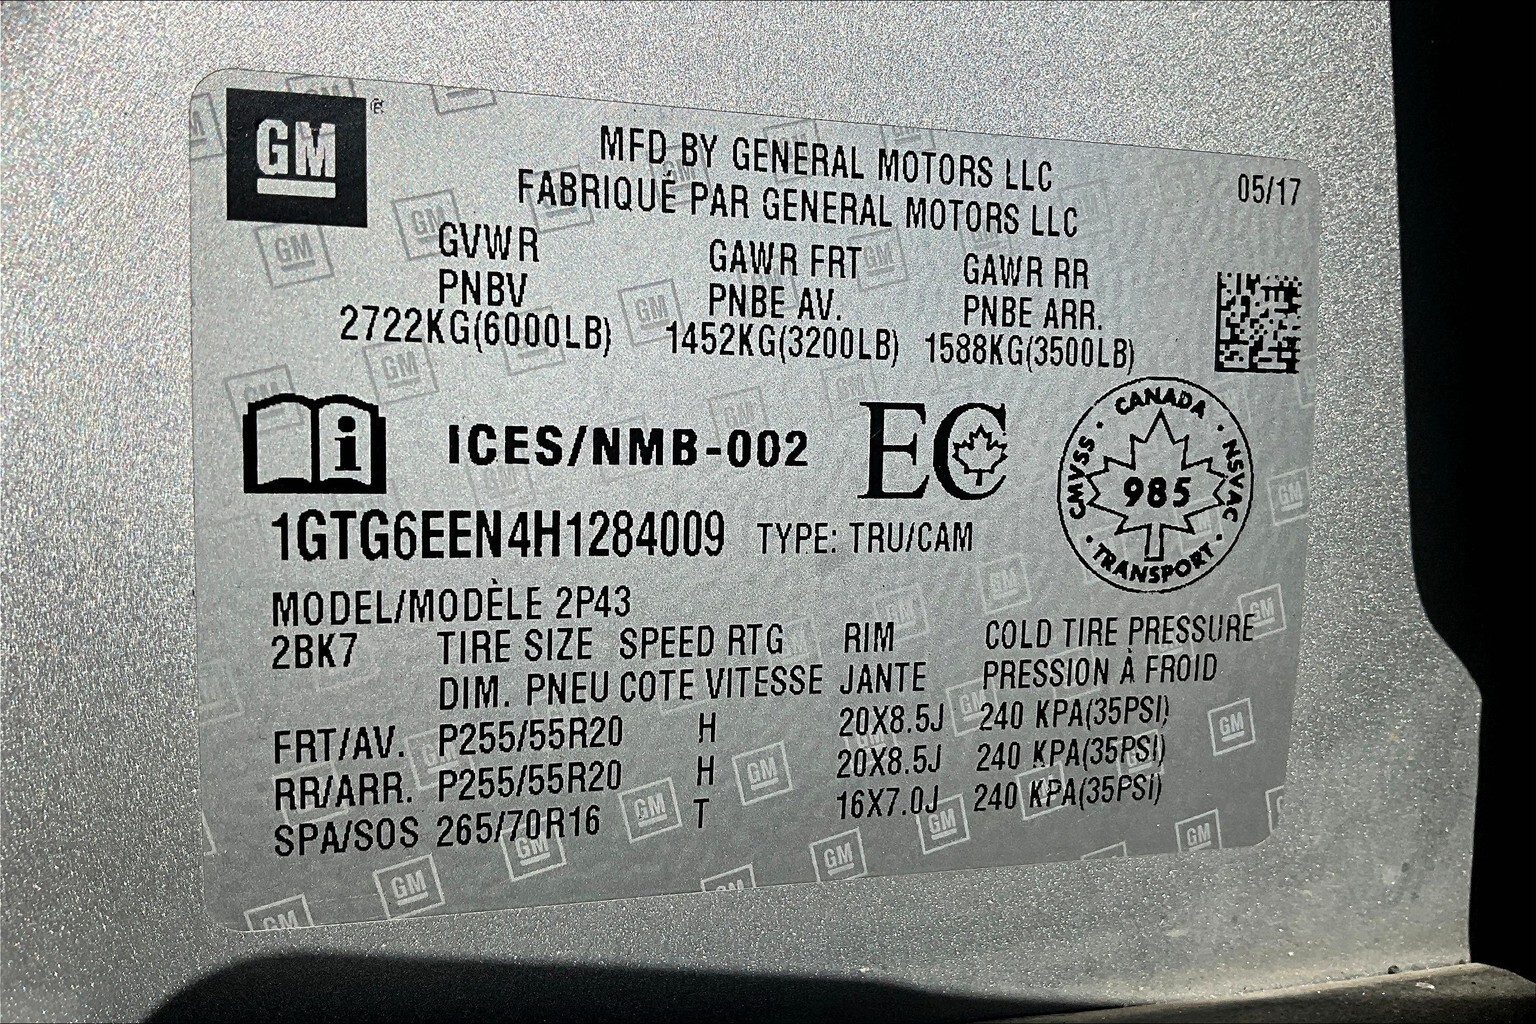 GM ®
MFD BY GENERAL MOTORS LLC
FABRIQUÉ PAR GENERAL MOTORS LLC
05/17
GVWR GAWR FRT GAWR RR
PNBV PNBE AV. PNBE ARR.
2722KG(6000LB) 1452KG(3200LB) 1588KG(3500LB)
i ICES/NMB-002 EC
CANADA · NSVAC · TRANSPORT · CMVSS ·
985
1GTG6EEN4H1284009 TYPE: TRU/CAM
MODEL/MODÈLE 2P43
2BK7 TIRE SIZE SPEED RTG RIM COLD TIRE PRESSURE
DIM. PNEU COTE VITESSE JANTE PRESSION À FROID
FRT/AV. P255/55R20 H 20X8.5J 240 KPA(35PSI)
RR/ARR. P255/55R20 H 20X8.5J 240 KPA(35PSI)
SPA/SOS 265/70R16 T 16X7.0J 240 KPA(35PSI)